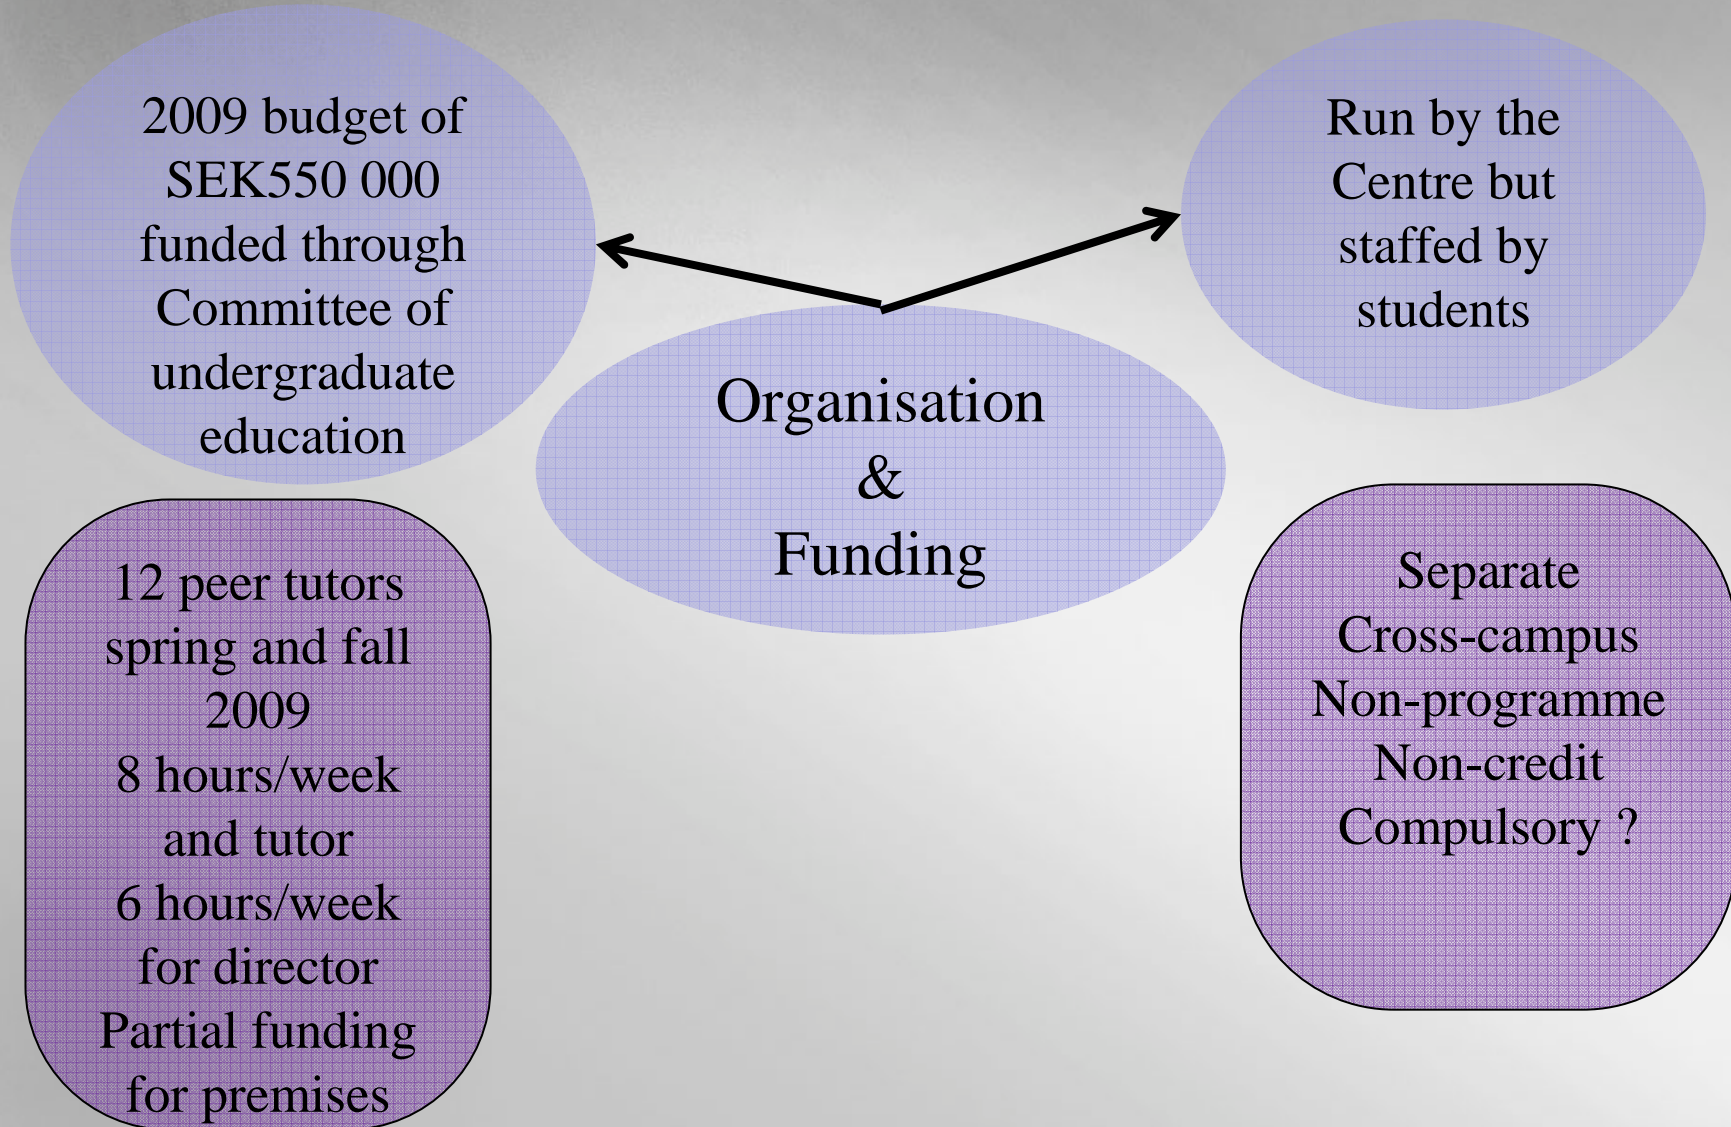 2009 budget of
SEK550 000
funded through
Committee of
undergraduate
education
Run by the
Centre but
staffed by
students
Organisation
&
Funding
12 peer tutors
spring and fall
2009
8 hours/week
and tutor
6 hours/week
for director
Partial funding
for premises
Separate
Cross-campus
Non-programme
Non-credit
Compulsory ?